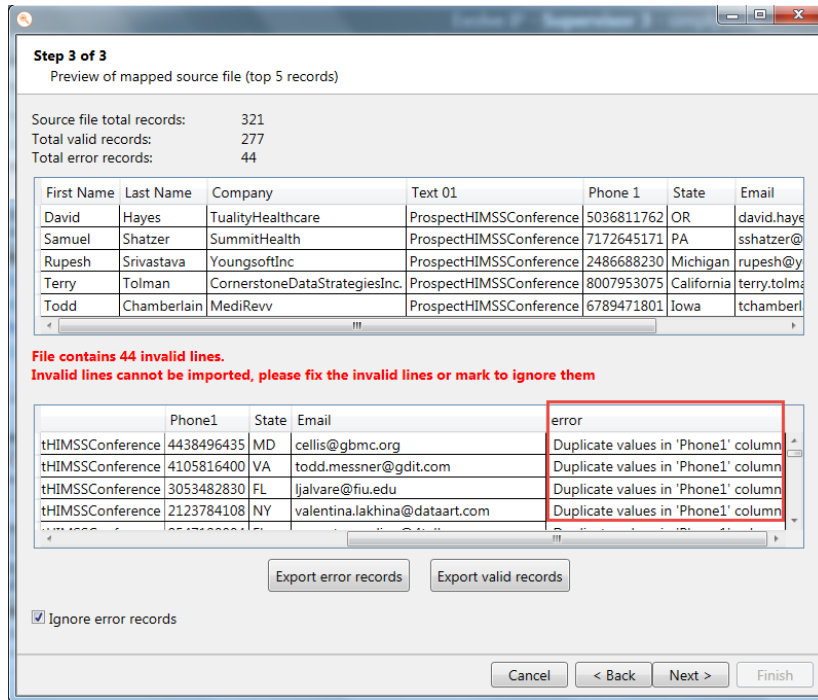 Step 3 of 3
Preview of mapped source file (top 5 records)
Source file total records: 321
Total valid records: 277
Total error records: 44
First Name Last Name Company Text 01 Phone 1 State Email
David Hayes TualityHealthcare ProspectHIMSSConference 5036811762 OR david.haye
Samuel Shatzer SummitHealth ProspectHIMSSConference 7172645171 PA sshatzer@
Rupesh Srivastava YoungsoftInc ProspectHIMSSConference 2486688230 Michigan rupesh@y
Terry Tolman CornerstoneDataStrategiesInc. ProspectHIMSSConference 8007953075 California terry.tolma
Todd Chamberlain MediRevv ProspectHIMSSConference 6789471801 Iowa tchamberl
File contains 44 invalid lines.
Invalid lines cannot be imported, please fix the invalid lines or mark to ignore them
Phone1 State Email error
tHIMSSConference 4438496435 MD cellis@gbmc.org Duplicate values in 'Phone1' column
tHIMSSConference 4105816400 VA todd.messner@gdit.com Duplicate values in 'Phone1' column
tHIMSSConference 3053482830 FL ljalvare@fiu.edu Duplicate values in 'Phone1' column
tHIMSSConference 2123784108 NY valentina.lakhina@dataart.com Duplicate values in 'Phone1' column
Export error records Export valid records
Ignore error records
Cancel < Back Next > Finish